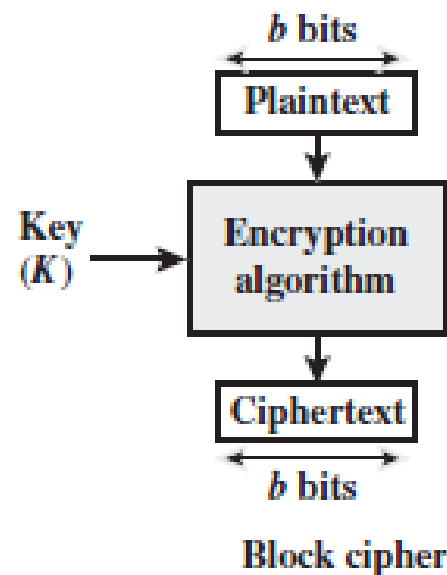 b bits
Plaintext
Key
(K)
Encryption
algorithm
Ciphertext
b bits
Block cipher